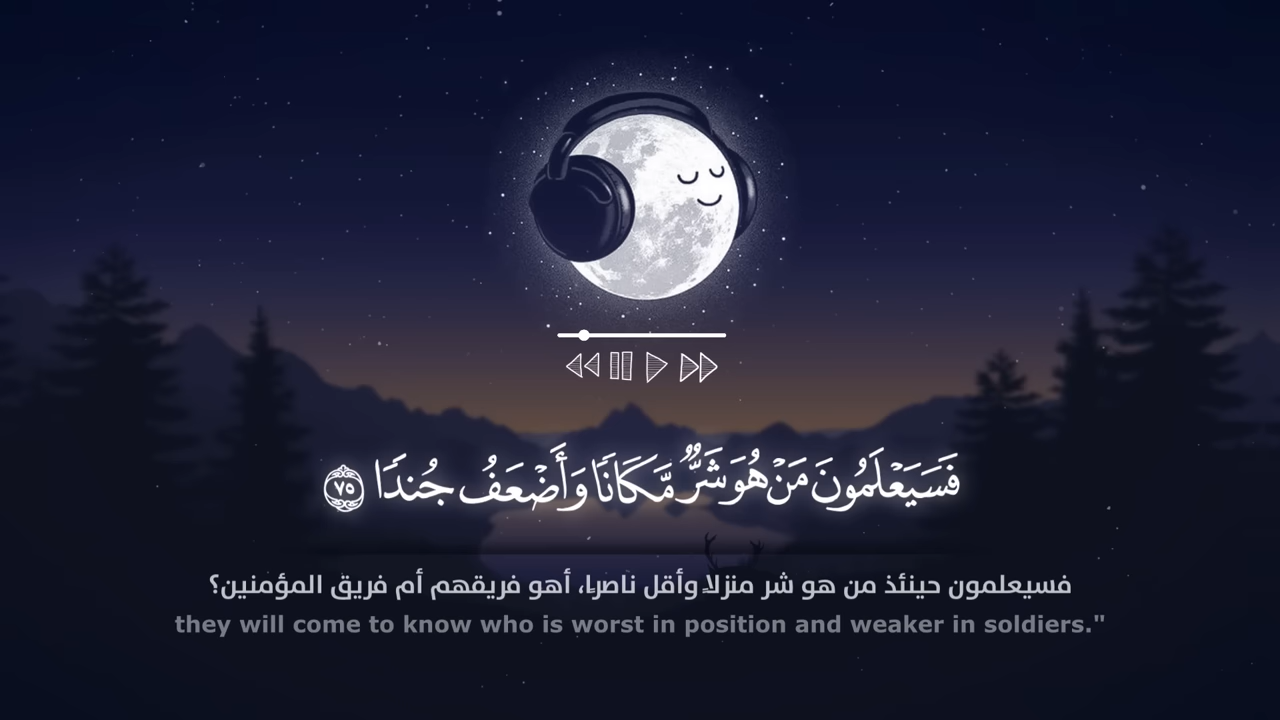 فَسَيَعْلَمُونَ مَنْ هُوَ شَرٌّ مَّكَانًا وَأَضْعَفُ جُندًا ٧٥
فسيعلمون حينئذ من هو شر منزلا وأقل ناصرا، أهو فريقهم أم فريق المؤمنين؟
they will come to know who is worst in position and weaker in soldiers."